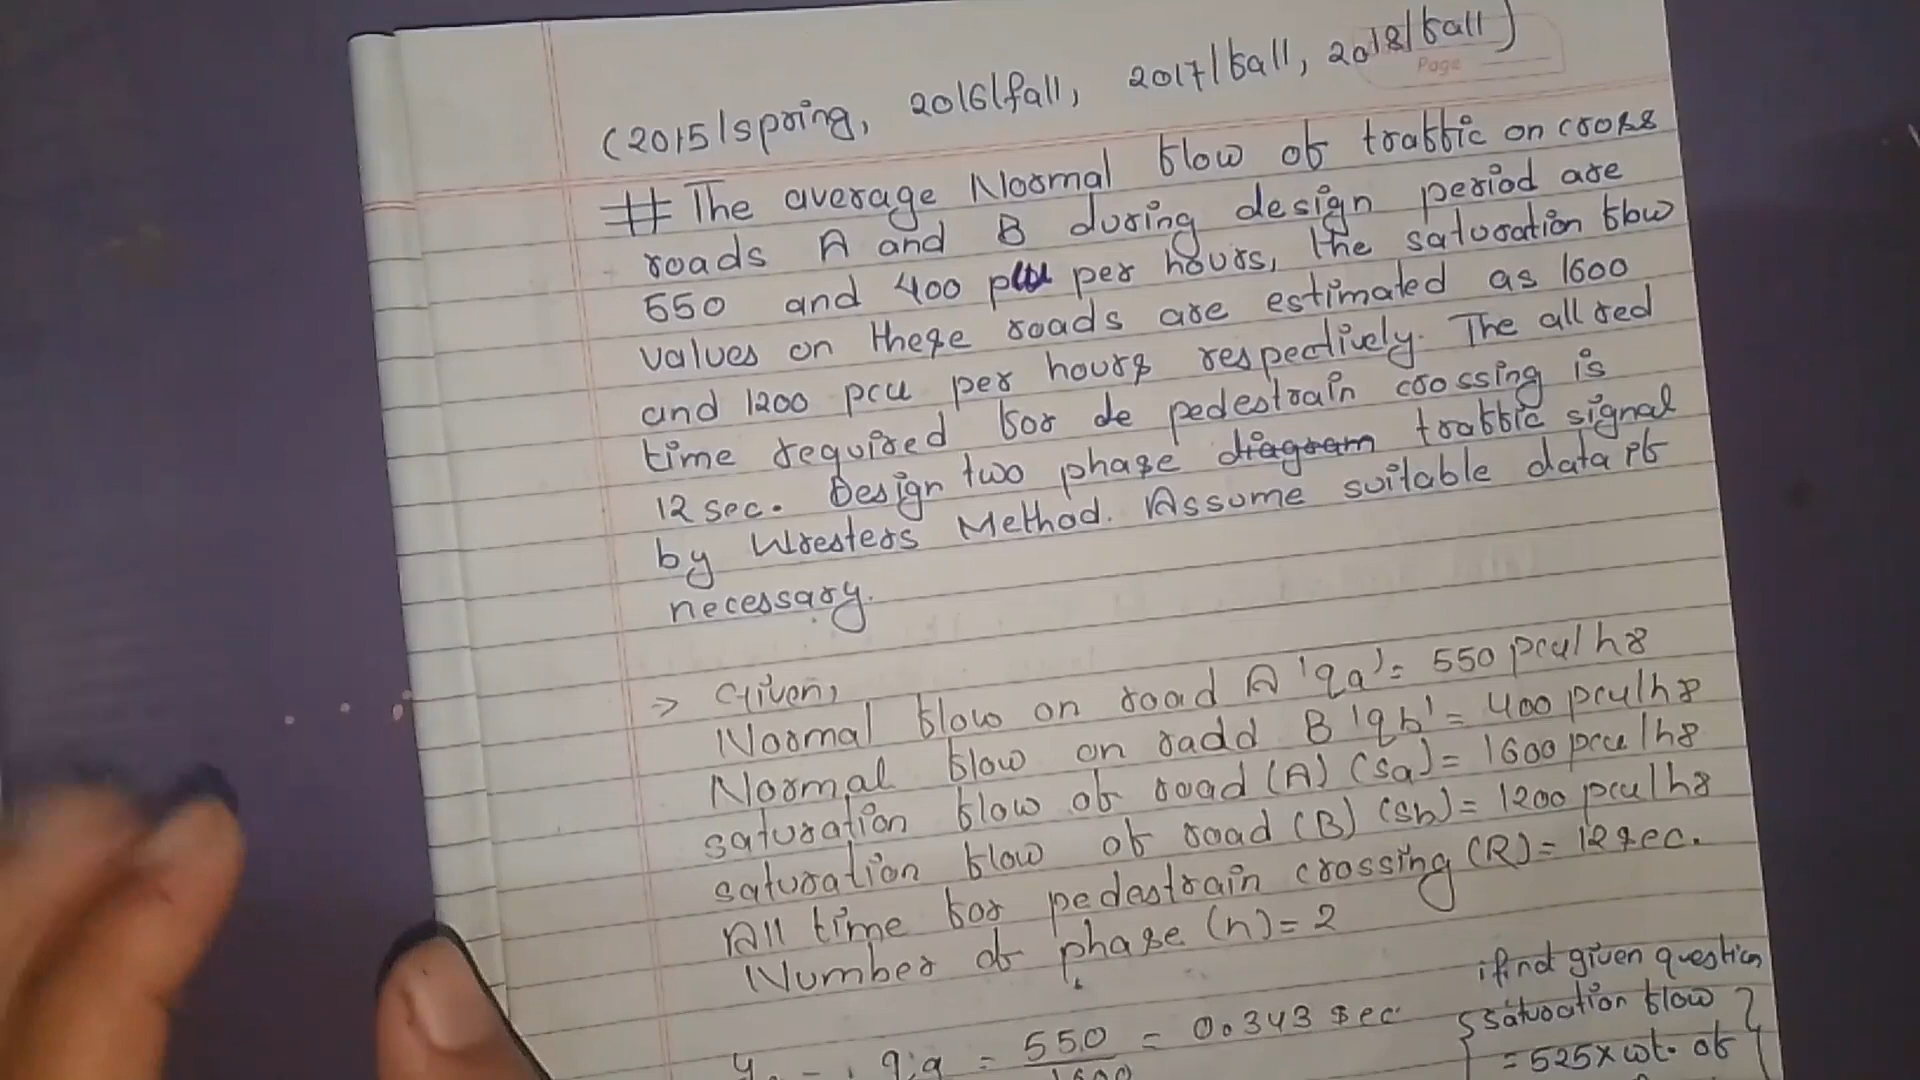 (2015/spring, 2016/fall, 2017/fall, 2018/fall)
Page
# The average Normal flow of traffic on cross
roads A and B during design period are
550 and 400 pcu per hours, the saturation flow
values on these roads are estimated as 1600
and 1200 pcu per hours respectively. The all red
time required for de pedestrain crossing is
12 sec. Design two phase diagram traffic signal
by Wresters Method. Assume suitable data if
necessary.
→ Given,
Normal flow on road A 'qa' = 550 pcu/hr
Normal flow on radd B 'qb' = 400 pcu/hr
saturation flow of road (A) (sa) = 1600 pcu/hr
saturation flow of road (B) (sb) = 1200 pcu/hr
All time for pedestrain crossing (R) = 12 sec.
Number of phase (n) = 2
if ind given question
saturation flow
= 525 x wt. of
= 550 / 1600 = 0.343 sec